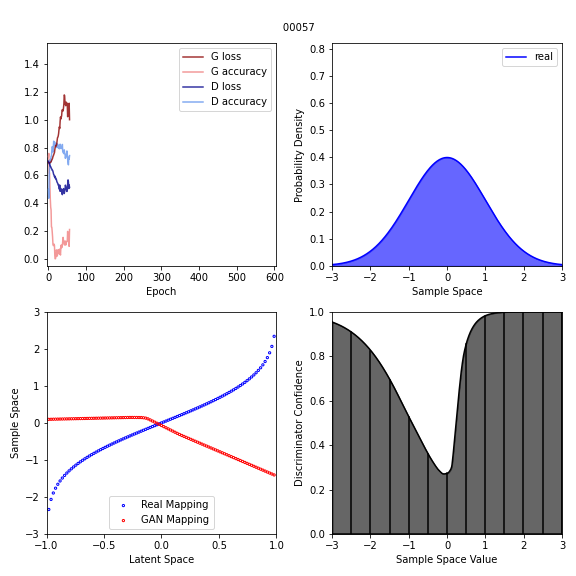 00057
1.4
1.2
1.0
0.8
0.6
0.4
0.2
0.0
0 100 200 300 400 500 600
Epoch
G loss
G accuracy
D loss
D accuracy
0.8
0.7
0.6
0.5
0.4
0.3
0.2
0.1
0.0
Probability Density
−3 −2 −1 0 1 2 3
Sample Space
real
3
2
1
0
−1
−2
−3
Sample Space
−1.0 −0.5 0.0 0.5 1.0
Latent Space
Real Mapping
GAN Mapping
1.0
0.8
0.6
0.4
0.2
0.0
Discriminator Confidence
−3 −2 −1 0 1 2 3
Sample Space Value